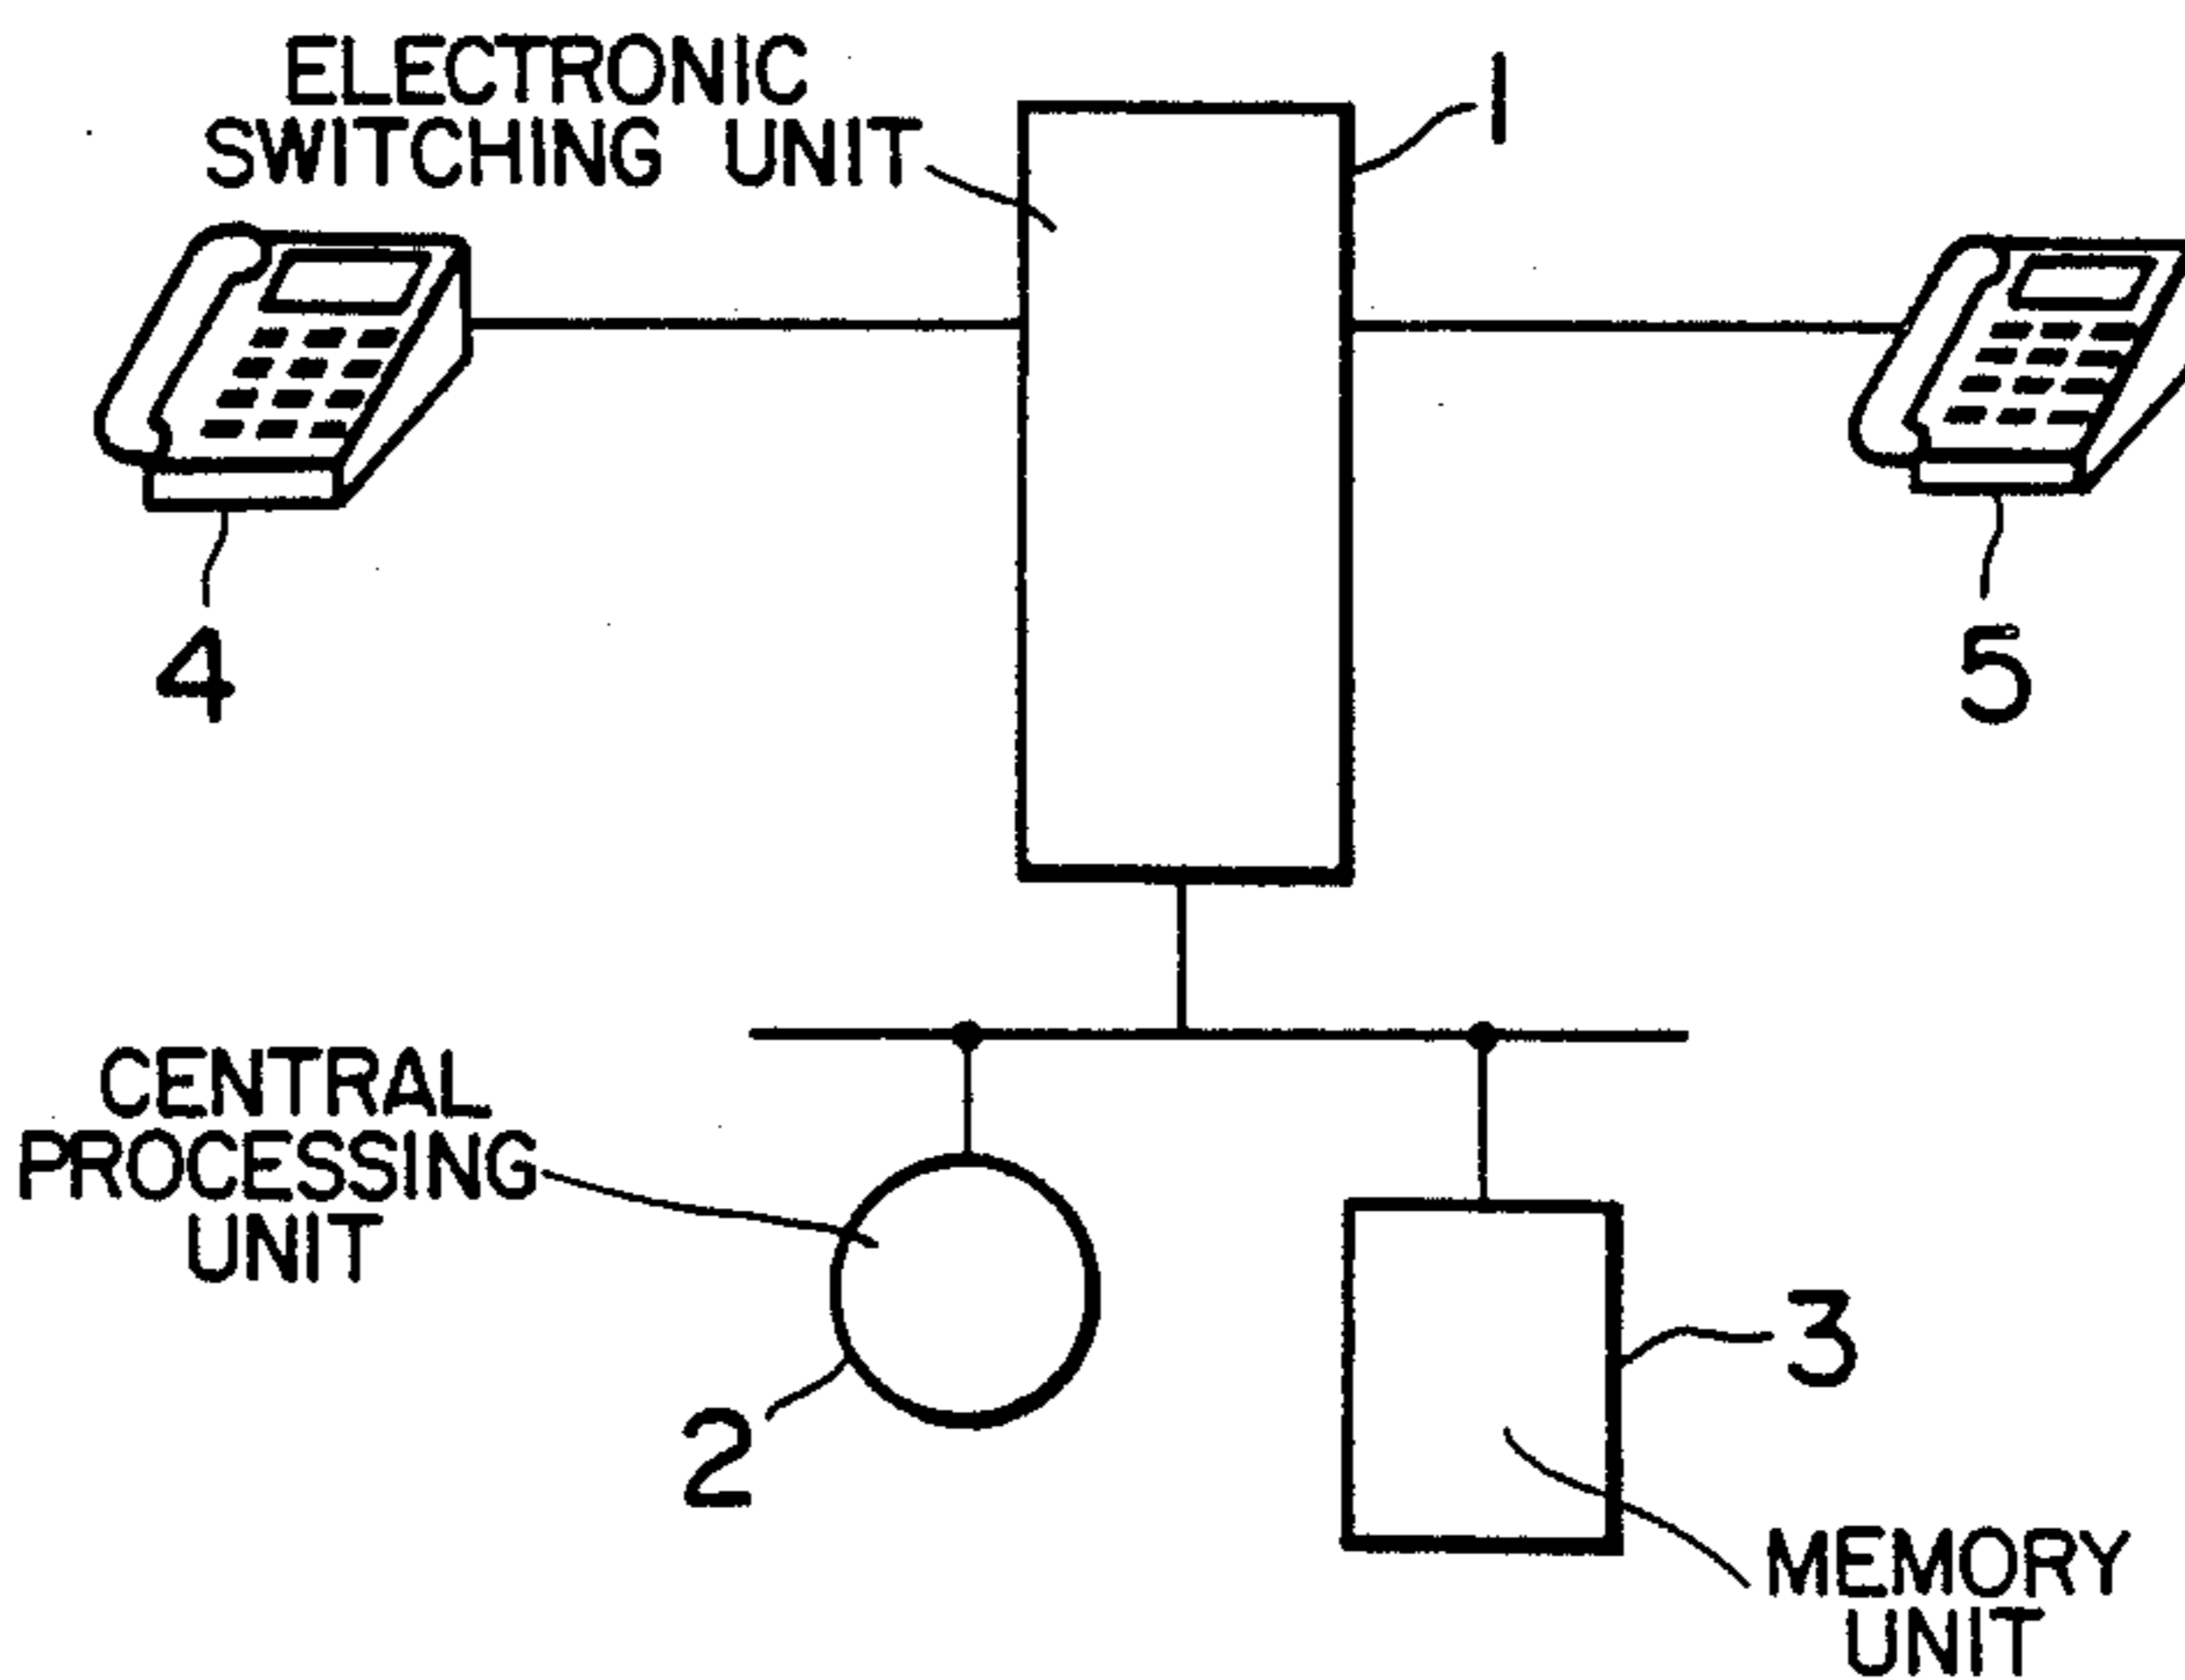 ELECTRONIC
SWITCHING UNIT
1
4
5
CENTRAL
PROCESSING
UNIT
2
3
MEMORY
UNIT